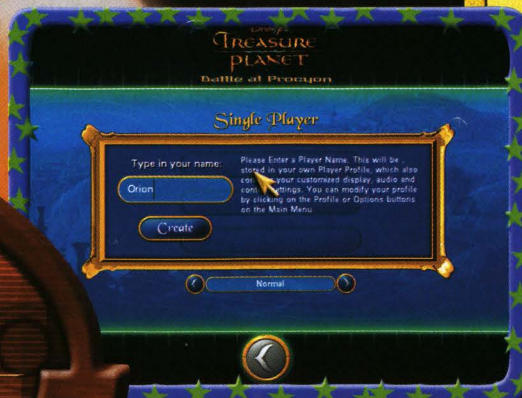 Disney's
TREASURE
PLANET
Battle at Procyon
Single Player
Type in your name:
Orion
Create
Please Enter a Player Name. This will be
stored in your own Player Profile, which also
your customized display, audio and
settings. You can modify your profile
by clicking on the Profile or Options buttons
on the Main Menu.
Normal